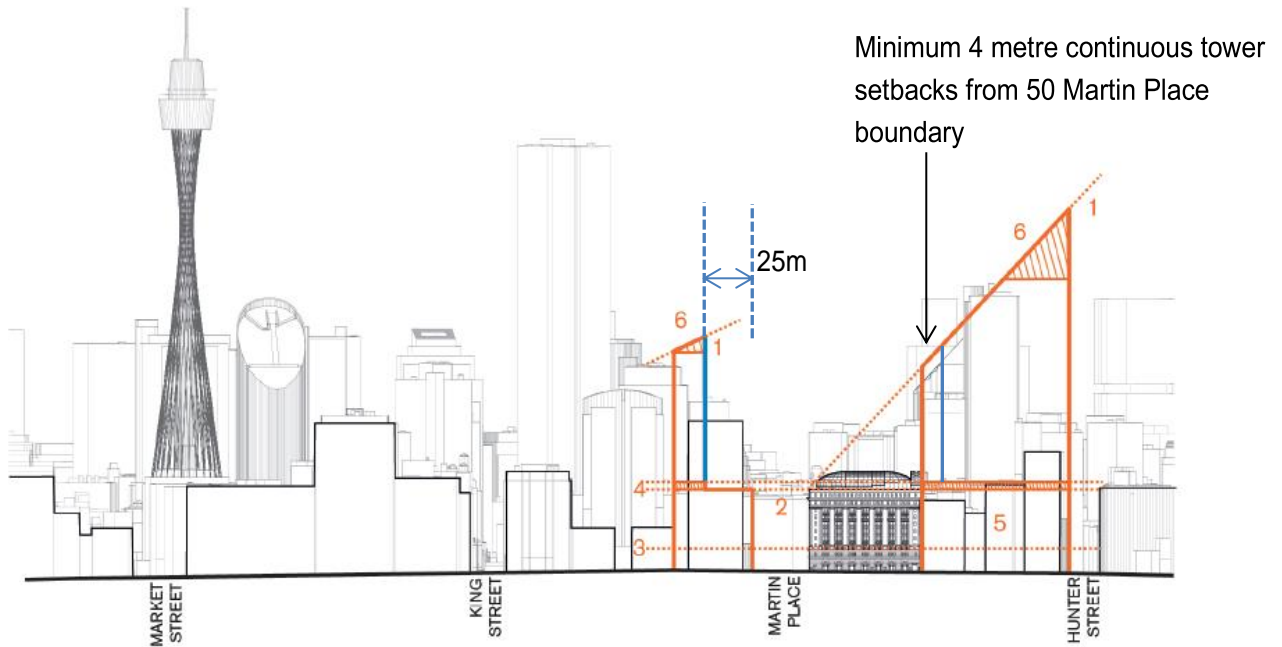 Minimum 4 metre continuous tower
setbacks from 50 Martin Place
boundary
1
6
25m
6
1
4
2
5
3
MARKET
STREET
KING
STREET
MARTIN
PLACE
HUNTER
STREET